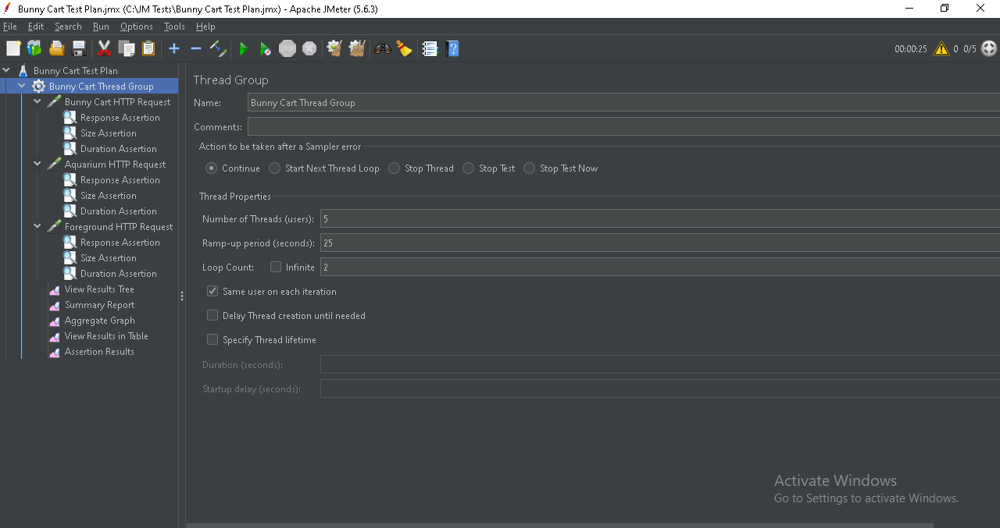 Bunny Cart Test Plan.jmx (C:\JM Tests\Bunny Cart Test Plan.jmx) - Apache JMeter (5.6.3)
File Edit Search Run Options Tools Help
STOP 00:00:25 0 0/5
Bunny Cart Test Plan
Bunny Cart Thread Group
Bunny Cart HTTP Request
Response Assertion
Size Assertion
Duration Assertion
Aquarium HTTP Request
Response Assertion
Size Assertion
Duration Assertion
Foreground HTTP Request
Response Assertion
Size Assertion
Duration Assertion
View Results Tree
Summary Report
Aggregate Graph
View Results in Table
Assertion Results
Thread Group
Name: Bunny Cart Thread Group
Comments:
Action to be taken after a Sampler error
Continue Start Next Thread Loop Stop Thread Stop Test Stop Test Now
Thread Properties
Number of Threads (users): 5
Ramp-up period (seconds): 25
Loop Count: Infinite 2
Same user on each iteration
Delay Thread creation until needed
Specify Thread lifetime
Duration (seconds):
Startup delay (seconds):
Activate Windows
Go to Settings to activate Windows.